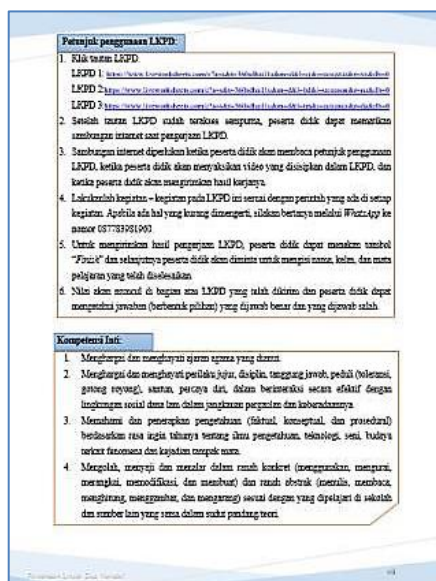 Petunjuk penggunaan LKPD:
1. Klik tautan LKPD.
LKPD 1:
LKPD 2:
LKPD 3:
2. Setelah tautan LKPD sudah terakses sempurna, peserta didik dapat mematikan
sambungan internet saat pengerjaan LKPD.
3. Sambungan internet diperlukan ketika peserta didik akan membaca petunjuk penggunaan
LKPD, ketika peserta didik akan menyaksikan video yang disisipkan dalam LKPD, dan
ketika peserta didik akan mengirimkan hasil kerjanya.
4. Lakukanlah kegiatan – kegiatan pada LKPD ini sesuai dengan perintah yang ada di setiap
kegiatan. Apabila ada hal yang kurang dimengerti, silakan bertanya melalui WhatsApp ke
nomor 087783981960.
5. Untuk mengirimkan hasil pengerjaan LKPD, peserta didik dapat menekan tombol
“Finish” dan selanjutnya peserta didik akan diminta untuk mengisi nama, kelas, dan mata
pelajaran yang telah diselesaikan.
6. Nilai akan muncul di bagian atas LKPD yang telah dikirim dan peserta didik dapat
mengetahui jawaban (berbentuk pilihan) yang dijawab benar dan yang dijawab salah.
Kompetensi Inti:
1. Menghargai dan menghayati ajaran agama yang dianut.
2. Menghargai dan menghayati perilaku jujur, disiplin, tanggung jawab, peduli (toleransi,
gotong royong), santun, percaya diri, dalam berinteraksi secara efektif dengan
lingkungan sosial dana lam dalam jangkauan pergaulan dan keberadaannya.
3. Memahami dan penerapkan pengetahuan (faktual, konseptual, dan prosedural)
berdasarkan rasa ingin tahunya tentang ilmu pengetahuan, teknologi, seni, budaya
terkait fenomena dan kejadian tampak mata.
4. Mengolah, menyaji dan menalar dalam ranah konkret (menggunakan, mengurai,
merangkai, memodifikasi, dan membuat) dan ranah abstrak (menulis, membaca,
menghitung, menggambar, dan mengarang) sesuai dengan yang dipelajari di sekolah
dan sumber lain yang sama dalam sudut pandang teori.